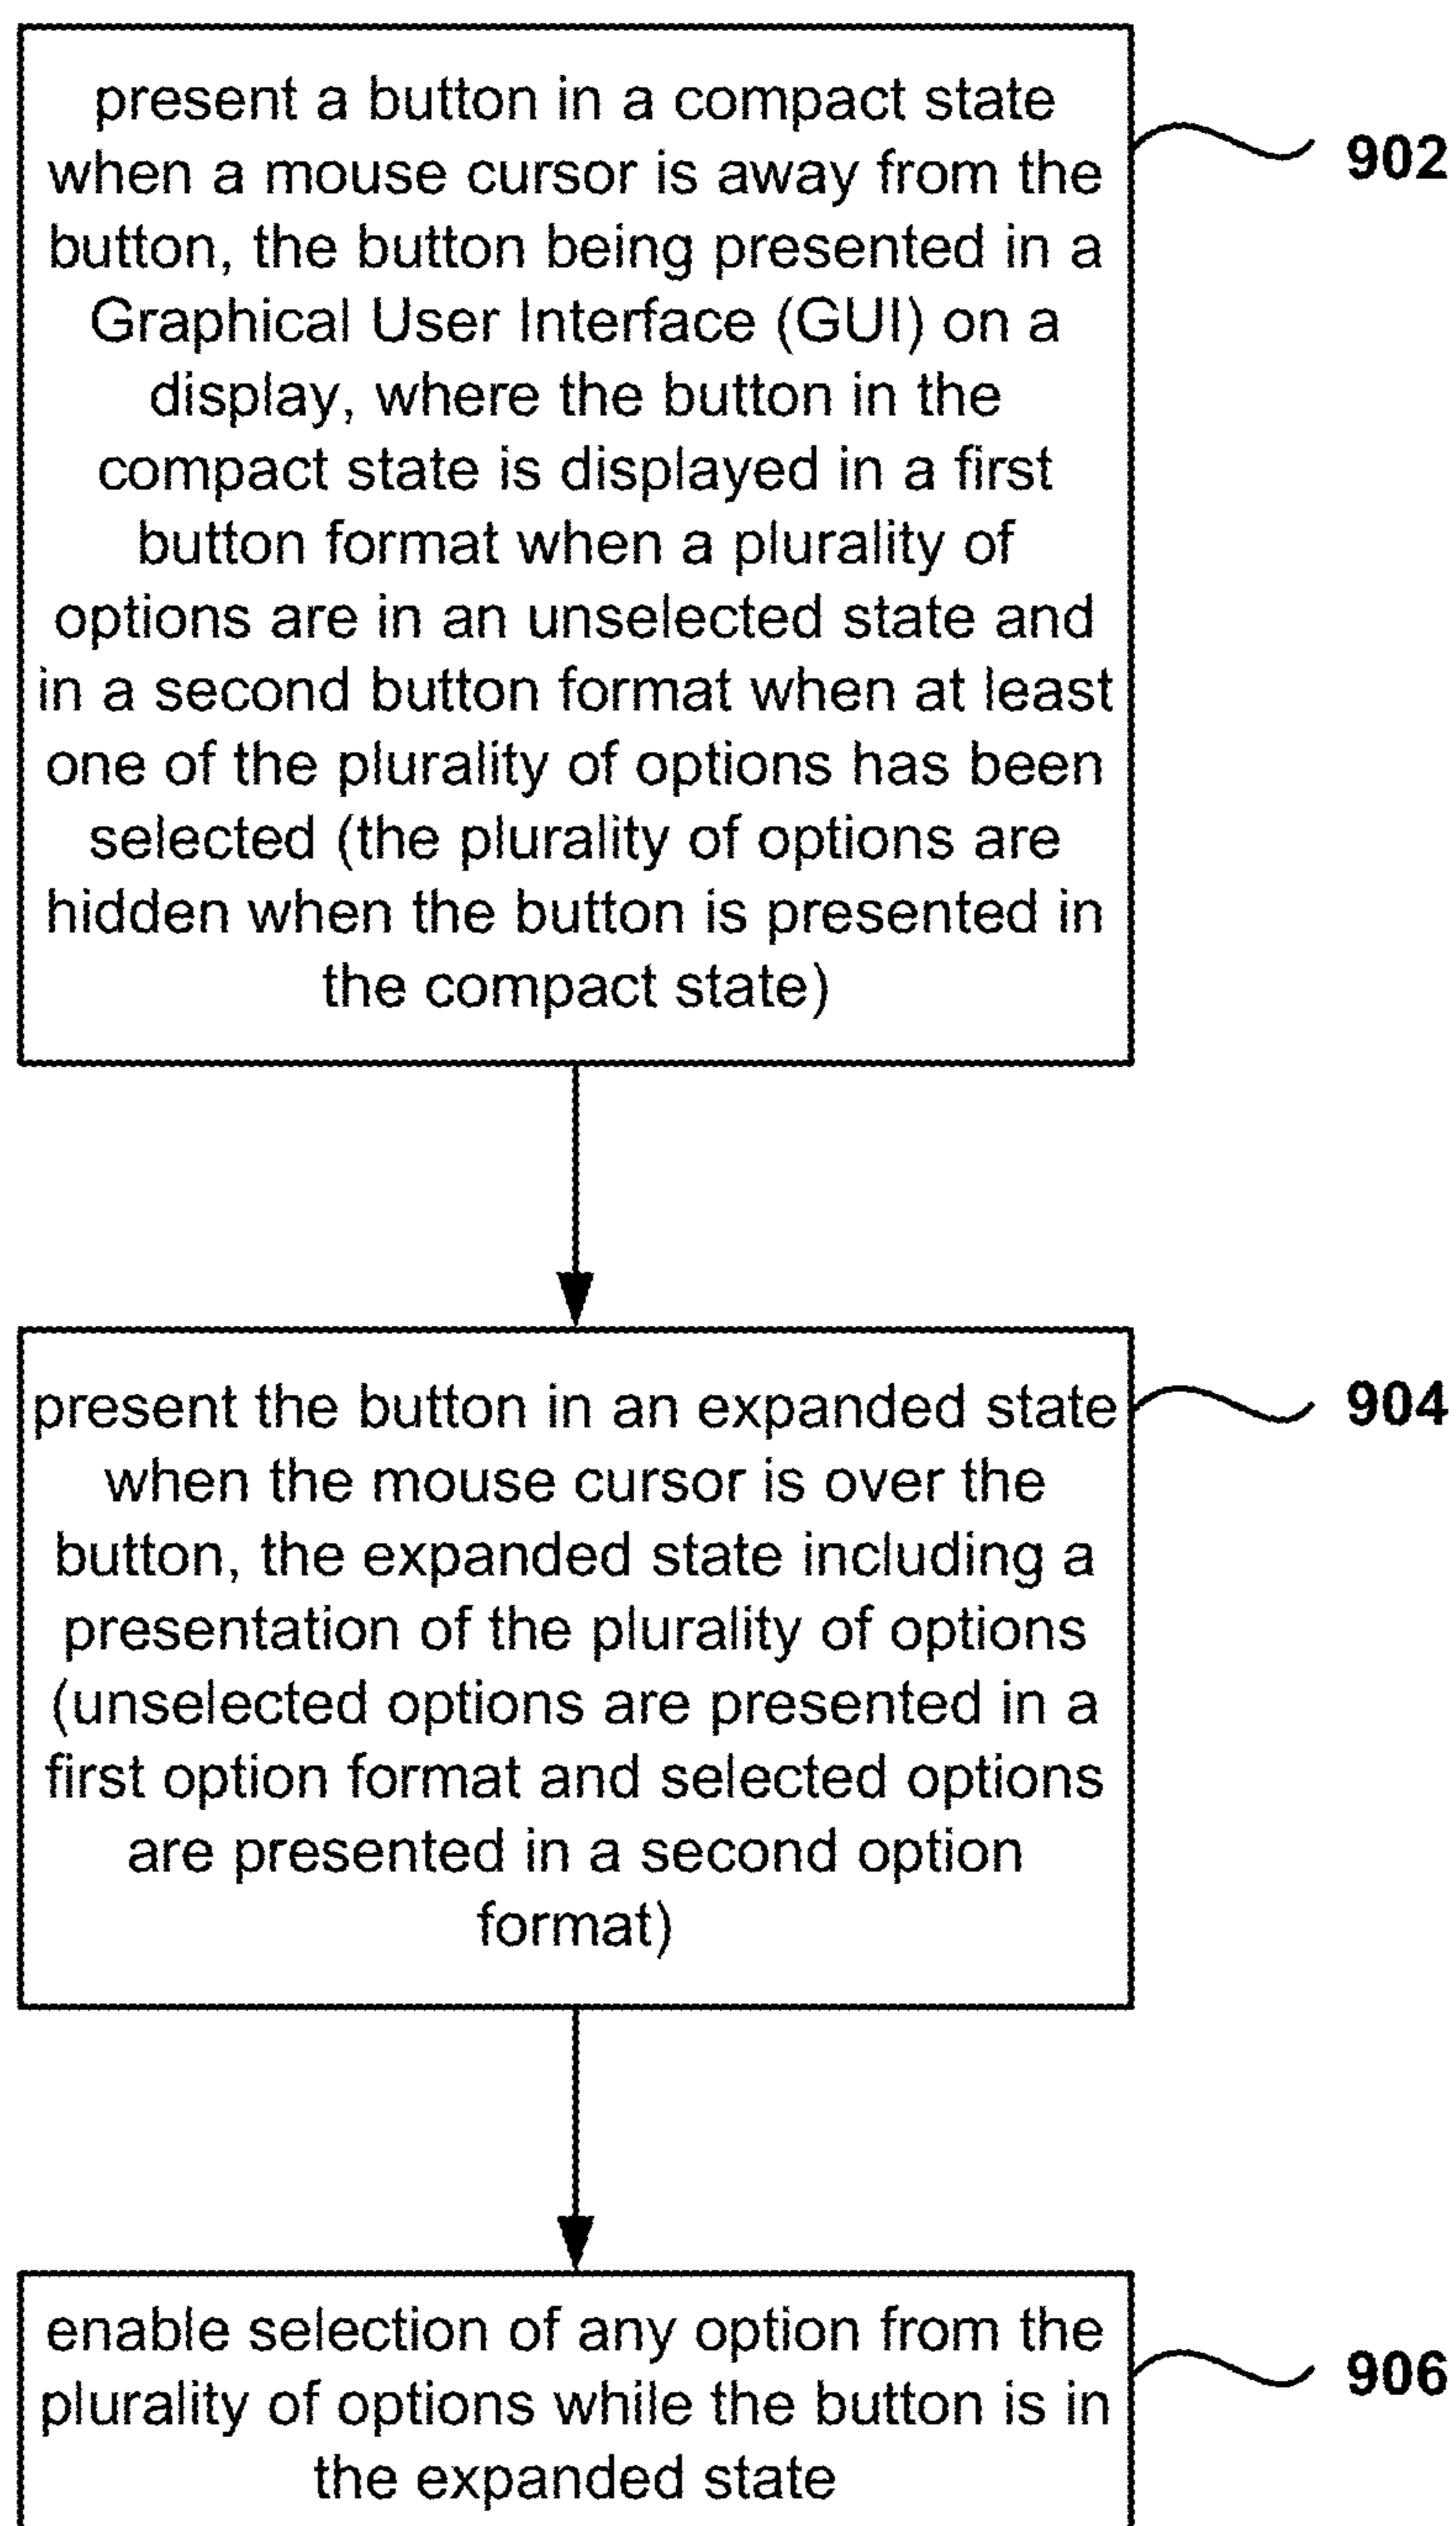 present a button in a compact state
when a mouse cursor is away from the
button, the button being presented in a
Graphical User Interface (GUI) on a
display, where the button in the
compact state is displayed in a first
button format when a plurality of
options are in an unselected state and
in a second button format when at least
one of the plurality of options has been
selected (the plurality of options are
hidden when the button is presented in
the compact state)
902
present the button in an expanded state
when the mouse cursor is over the
button, the expanded state including a
presentation of the plurality of options
(unselected options are presented in a
first option format and selected options
are presented in a second option
format)
904
enable selection of any option from the
plurality of options while the button is in
the expanded state
906